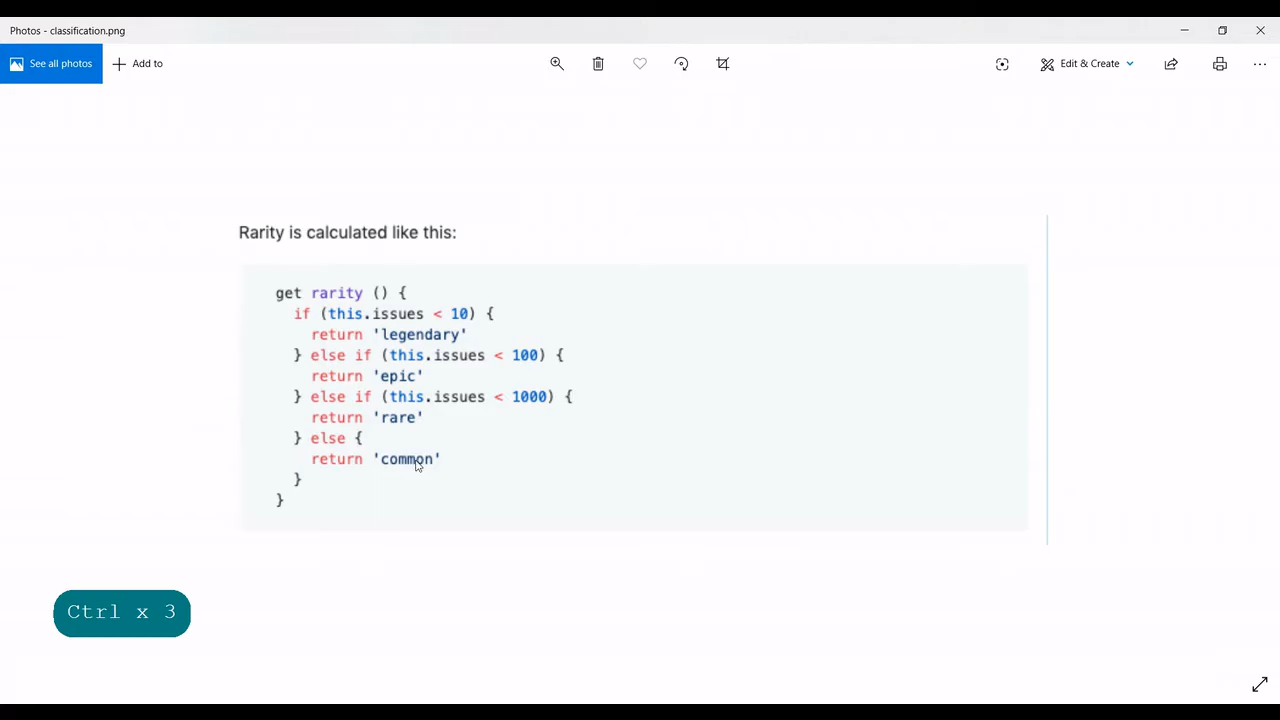 Photos - classification.png
See all photos
Add to
Edit & Create
Rarity is calculated like this:
get rarity () {
  if (this.issues < 10) {
    return 'legendary'
  } else if (this.issues < 100) {
    return 'epic'
  } else if (this.issues < 1000) {
    return 'rare'
  } else {
    return 'common'
  }
}
Ctrl x 3